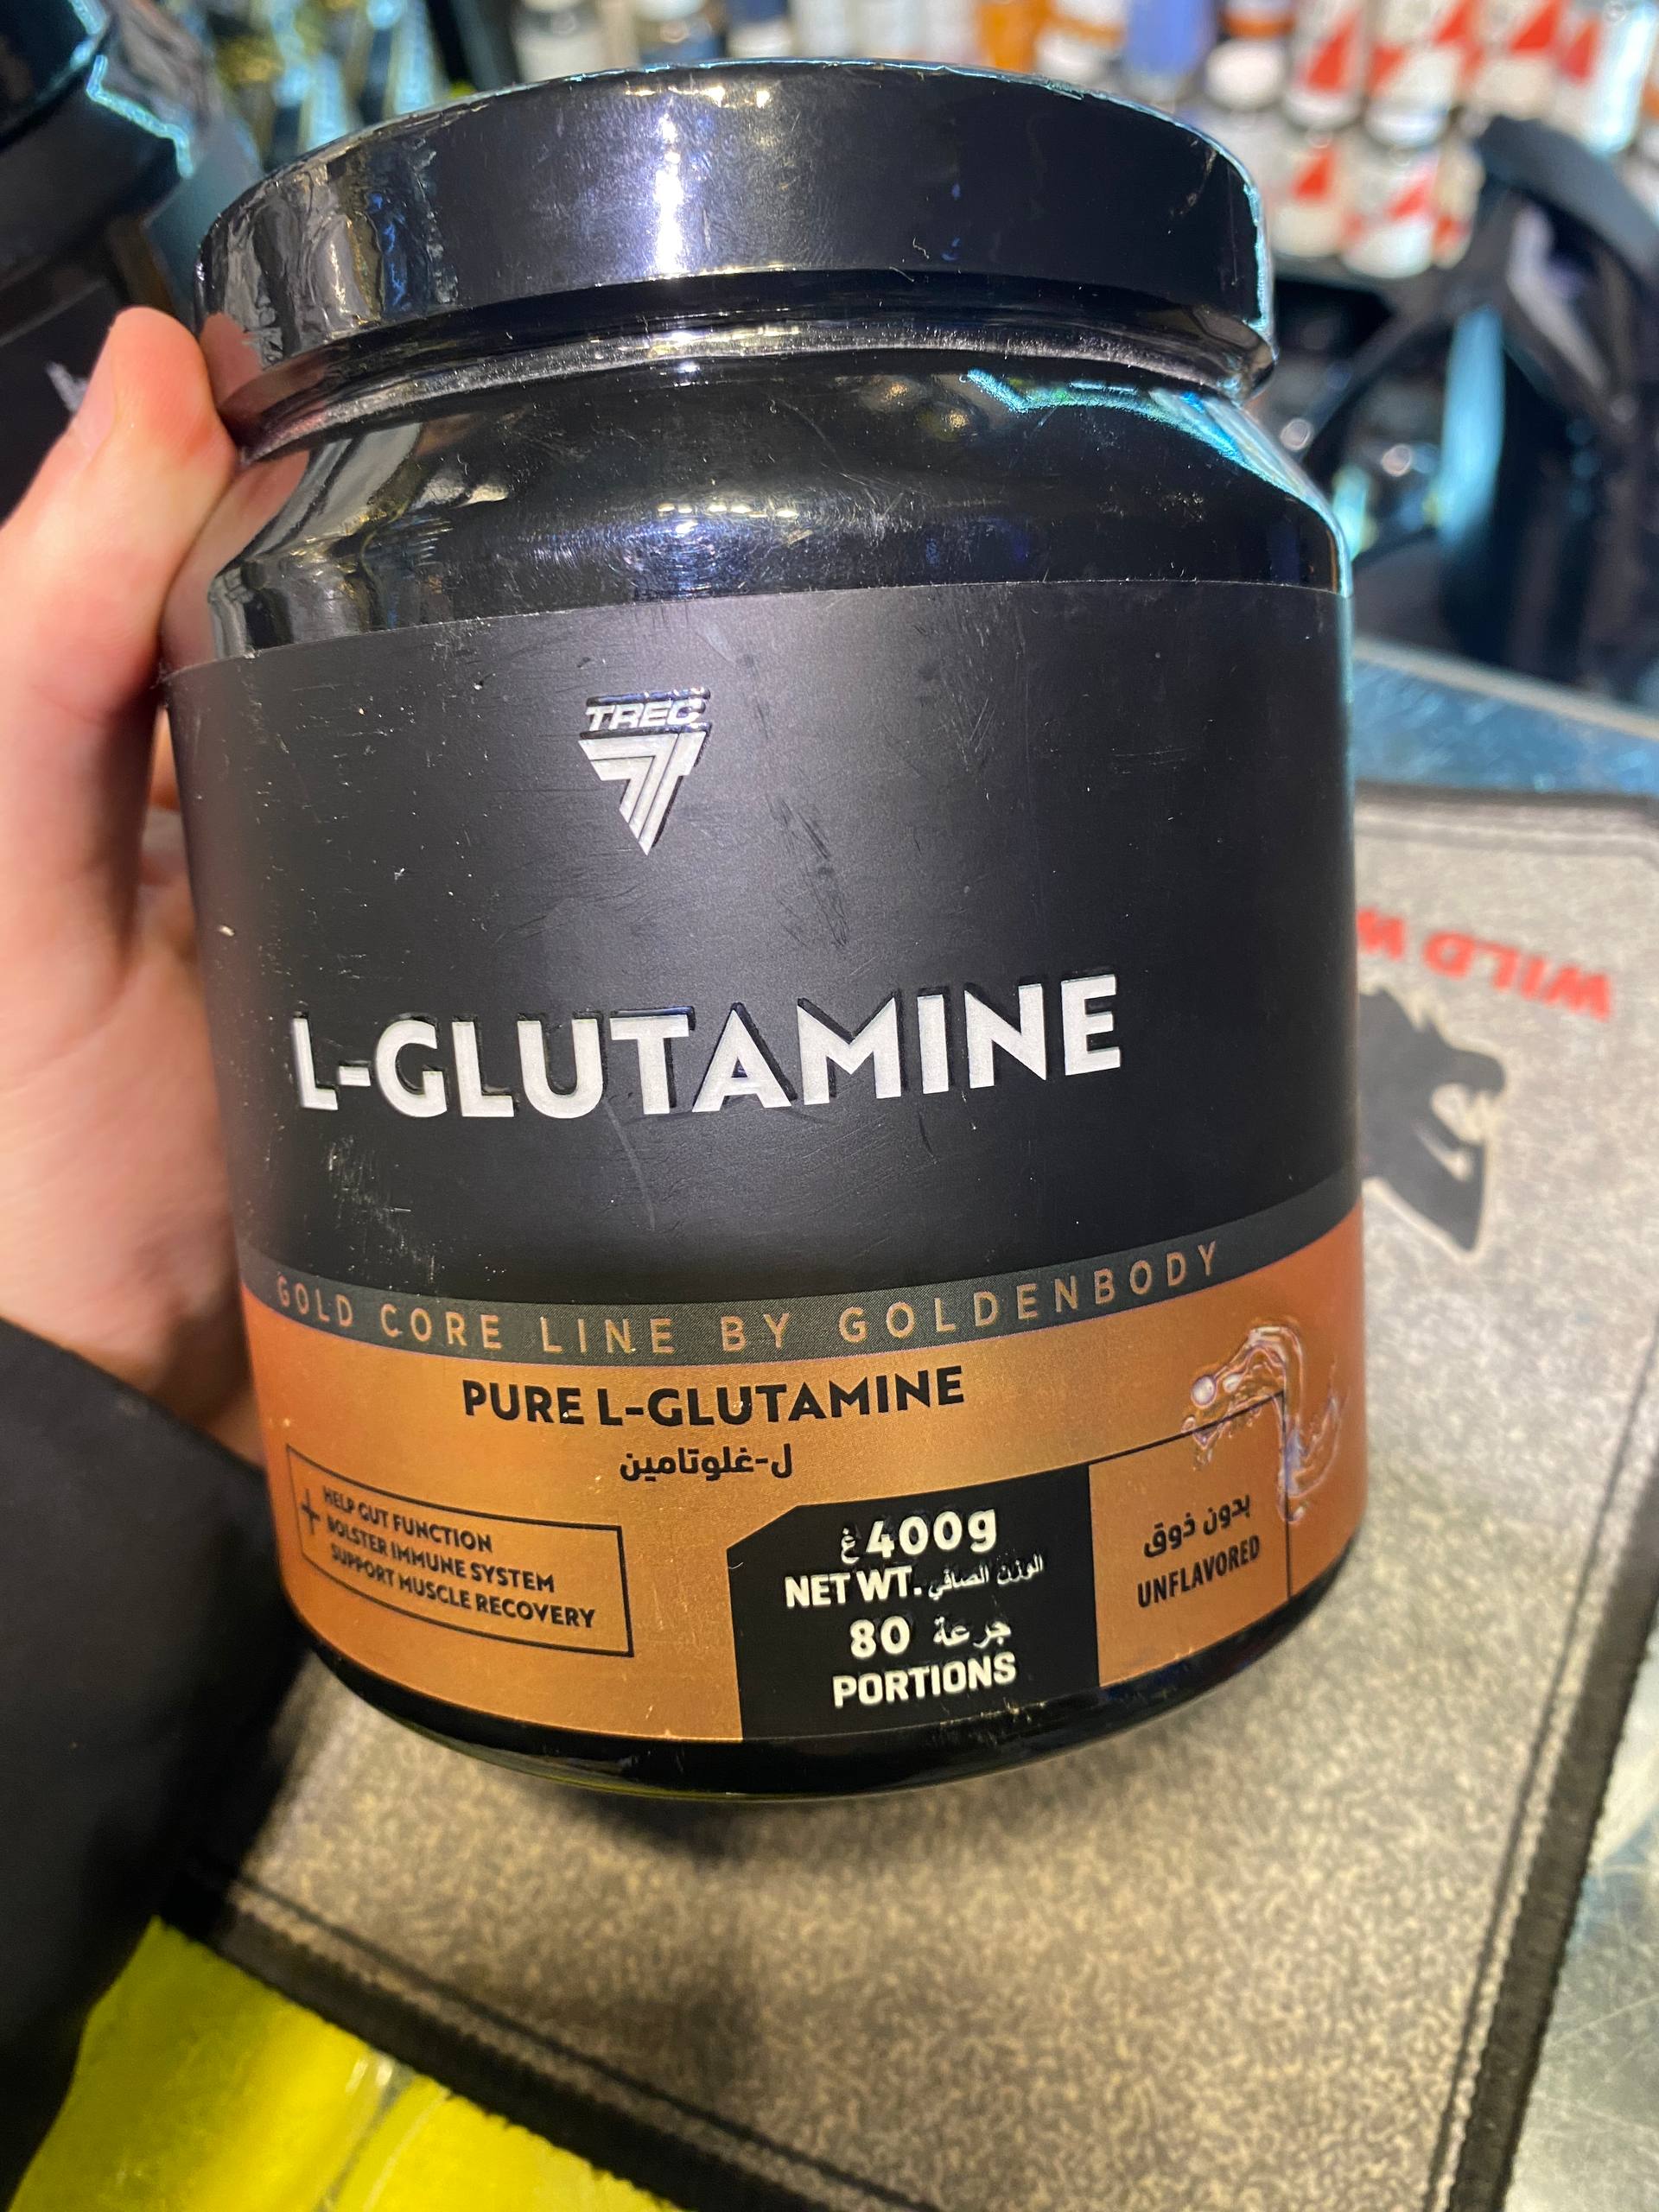 TREC
L-GLUTAMINE
GOLD CORE LINE BY GOLDENBODY
PURE L-GLUTAMINE
ل-غلوتامين
+ HELP GUT FUNCTION
BOLSTER IMMUNE SYSTEM
SUPPORT MUSCLE RECOVERY
400g غ
NET WT. الوزن الصافي
80 جرعة
PORTIONS
بدون ذوق
UNFLAVORED
WILD W